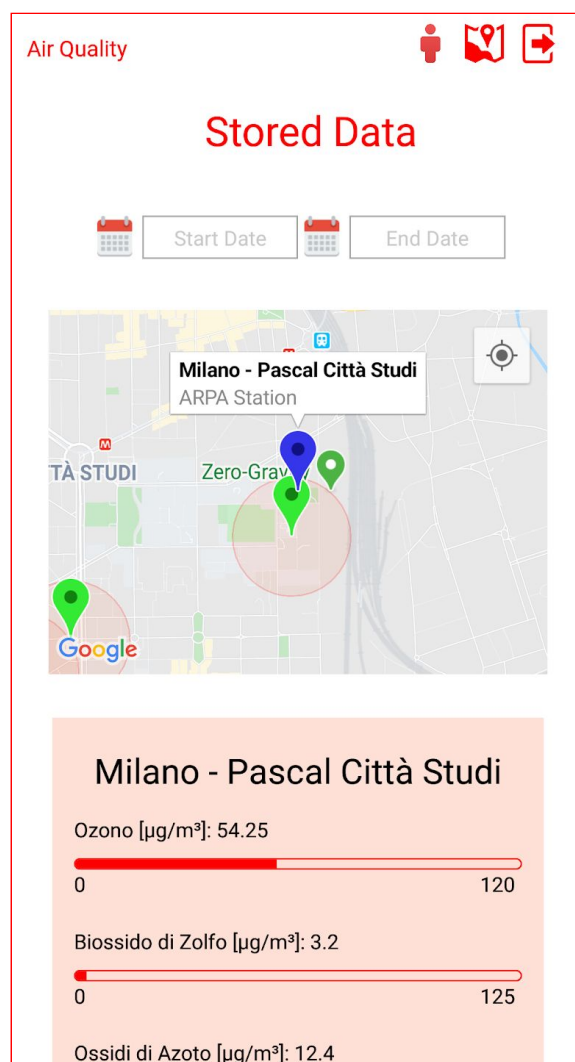 Air Quality
Stored Data
Start Date
End Date
Milano - Pascal Città Studi
ARPA Station
M
TÀ STUDI
Zero-Grav
Google
Milano - Pascal Città Studi
Ozono [µg/m³]: 54.25
0 120
Biossido di Zolfo [µg/m³]: 3.2
0 125
Ossidi di Azoto [µg/m³]: 12.4